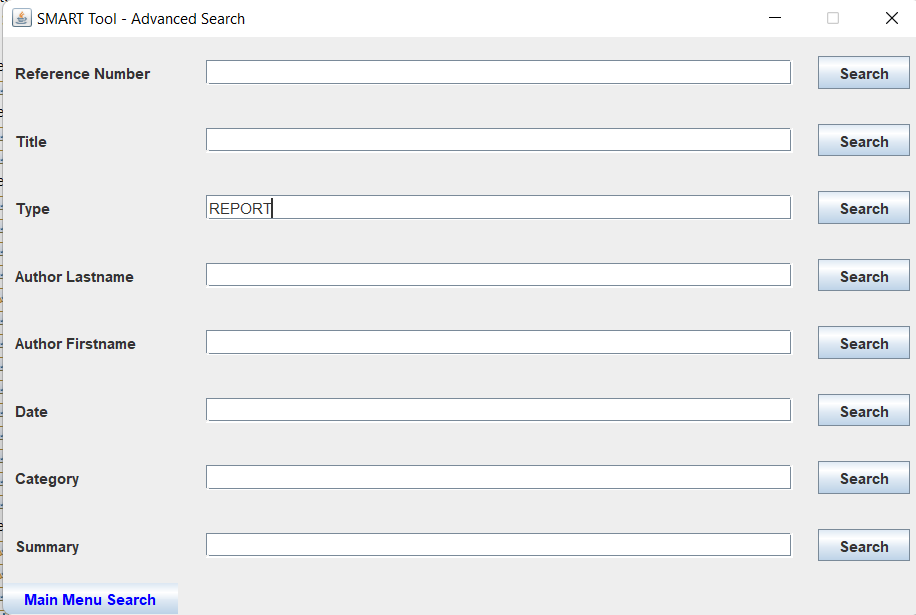 SMART Tool - Advanced Search
Reference Number Search
Title Search
Type REPORT Search
Author Lastname Search
Author Firstname Search
Date Search
Category Search
Summary Search
Main Menu Search